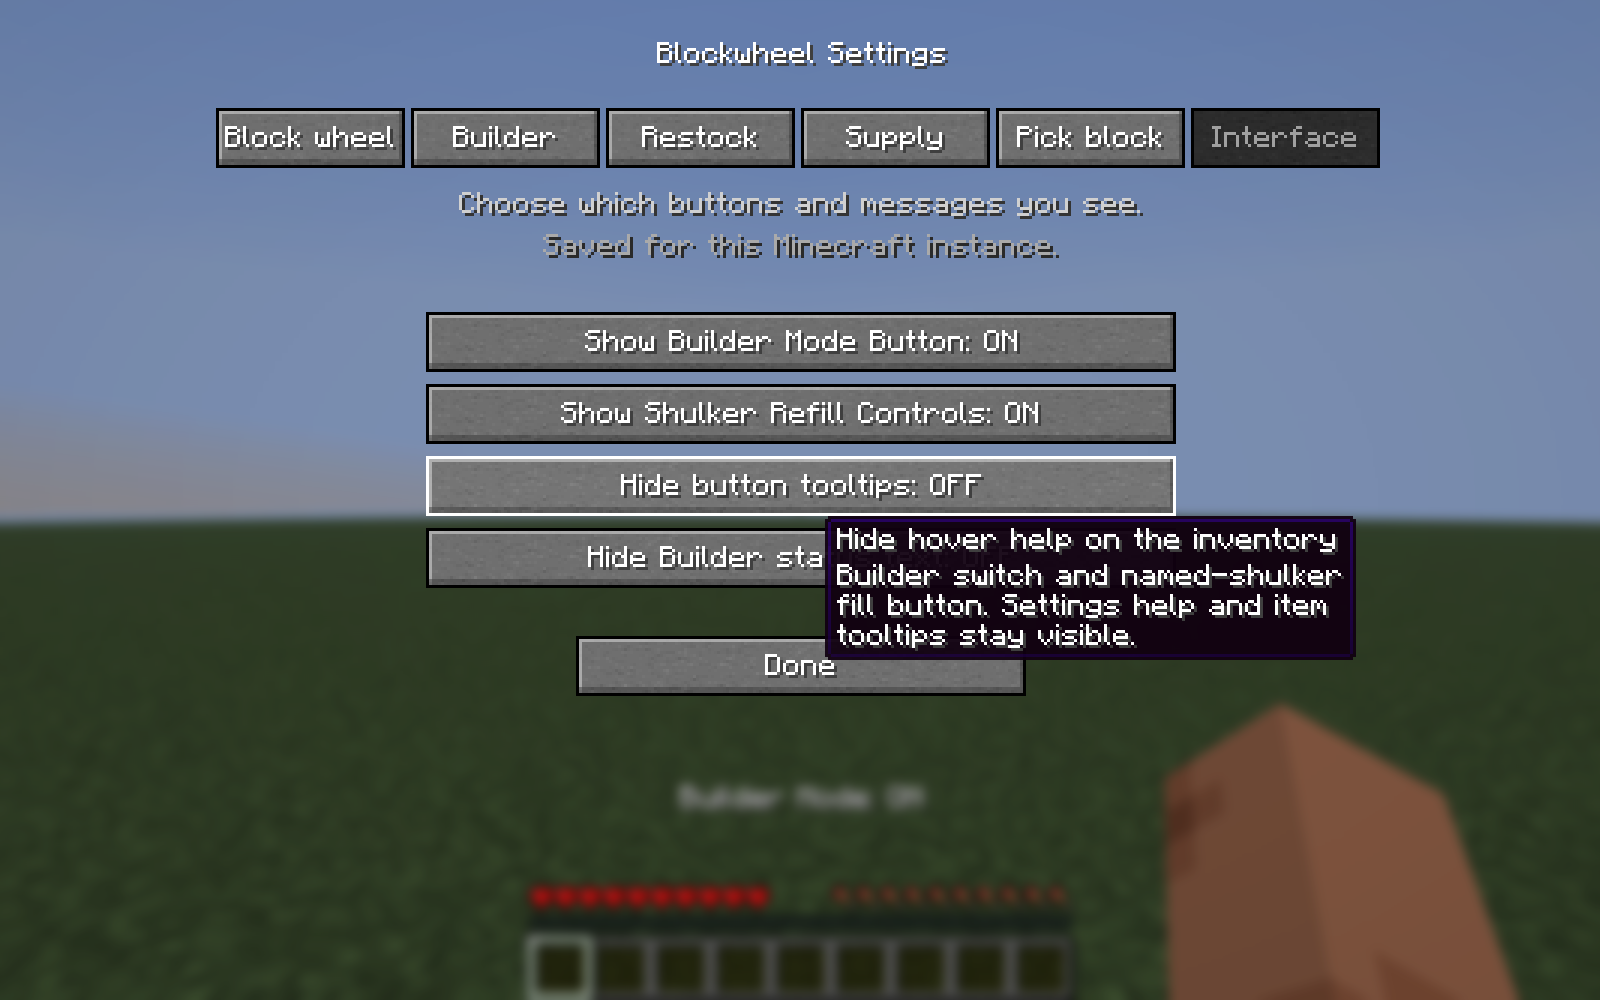 Blockwheel Settings
Block wheel
Builder
Restock
Supply
Pick block
Interface
Choose which buttons and messages you see.
Saved for this Minecraft instance.
Show Builder Mode Button: ON
Show Shulker Refill Controls: ON
Hide button tooltips: OFF
Hide Builder sta
Hide hover help on the inventory
Builder switch and named-shulker
fill button. Settings help and item
tooltips stay visible.
Done
Builder Mode ON